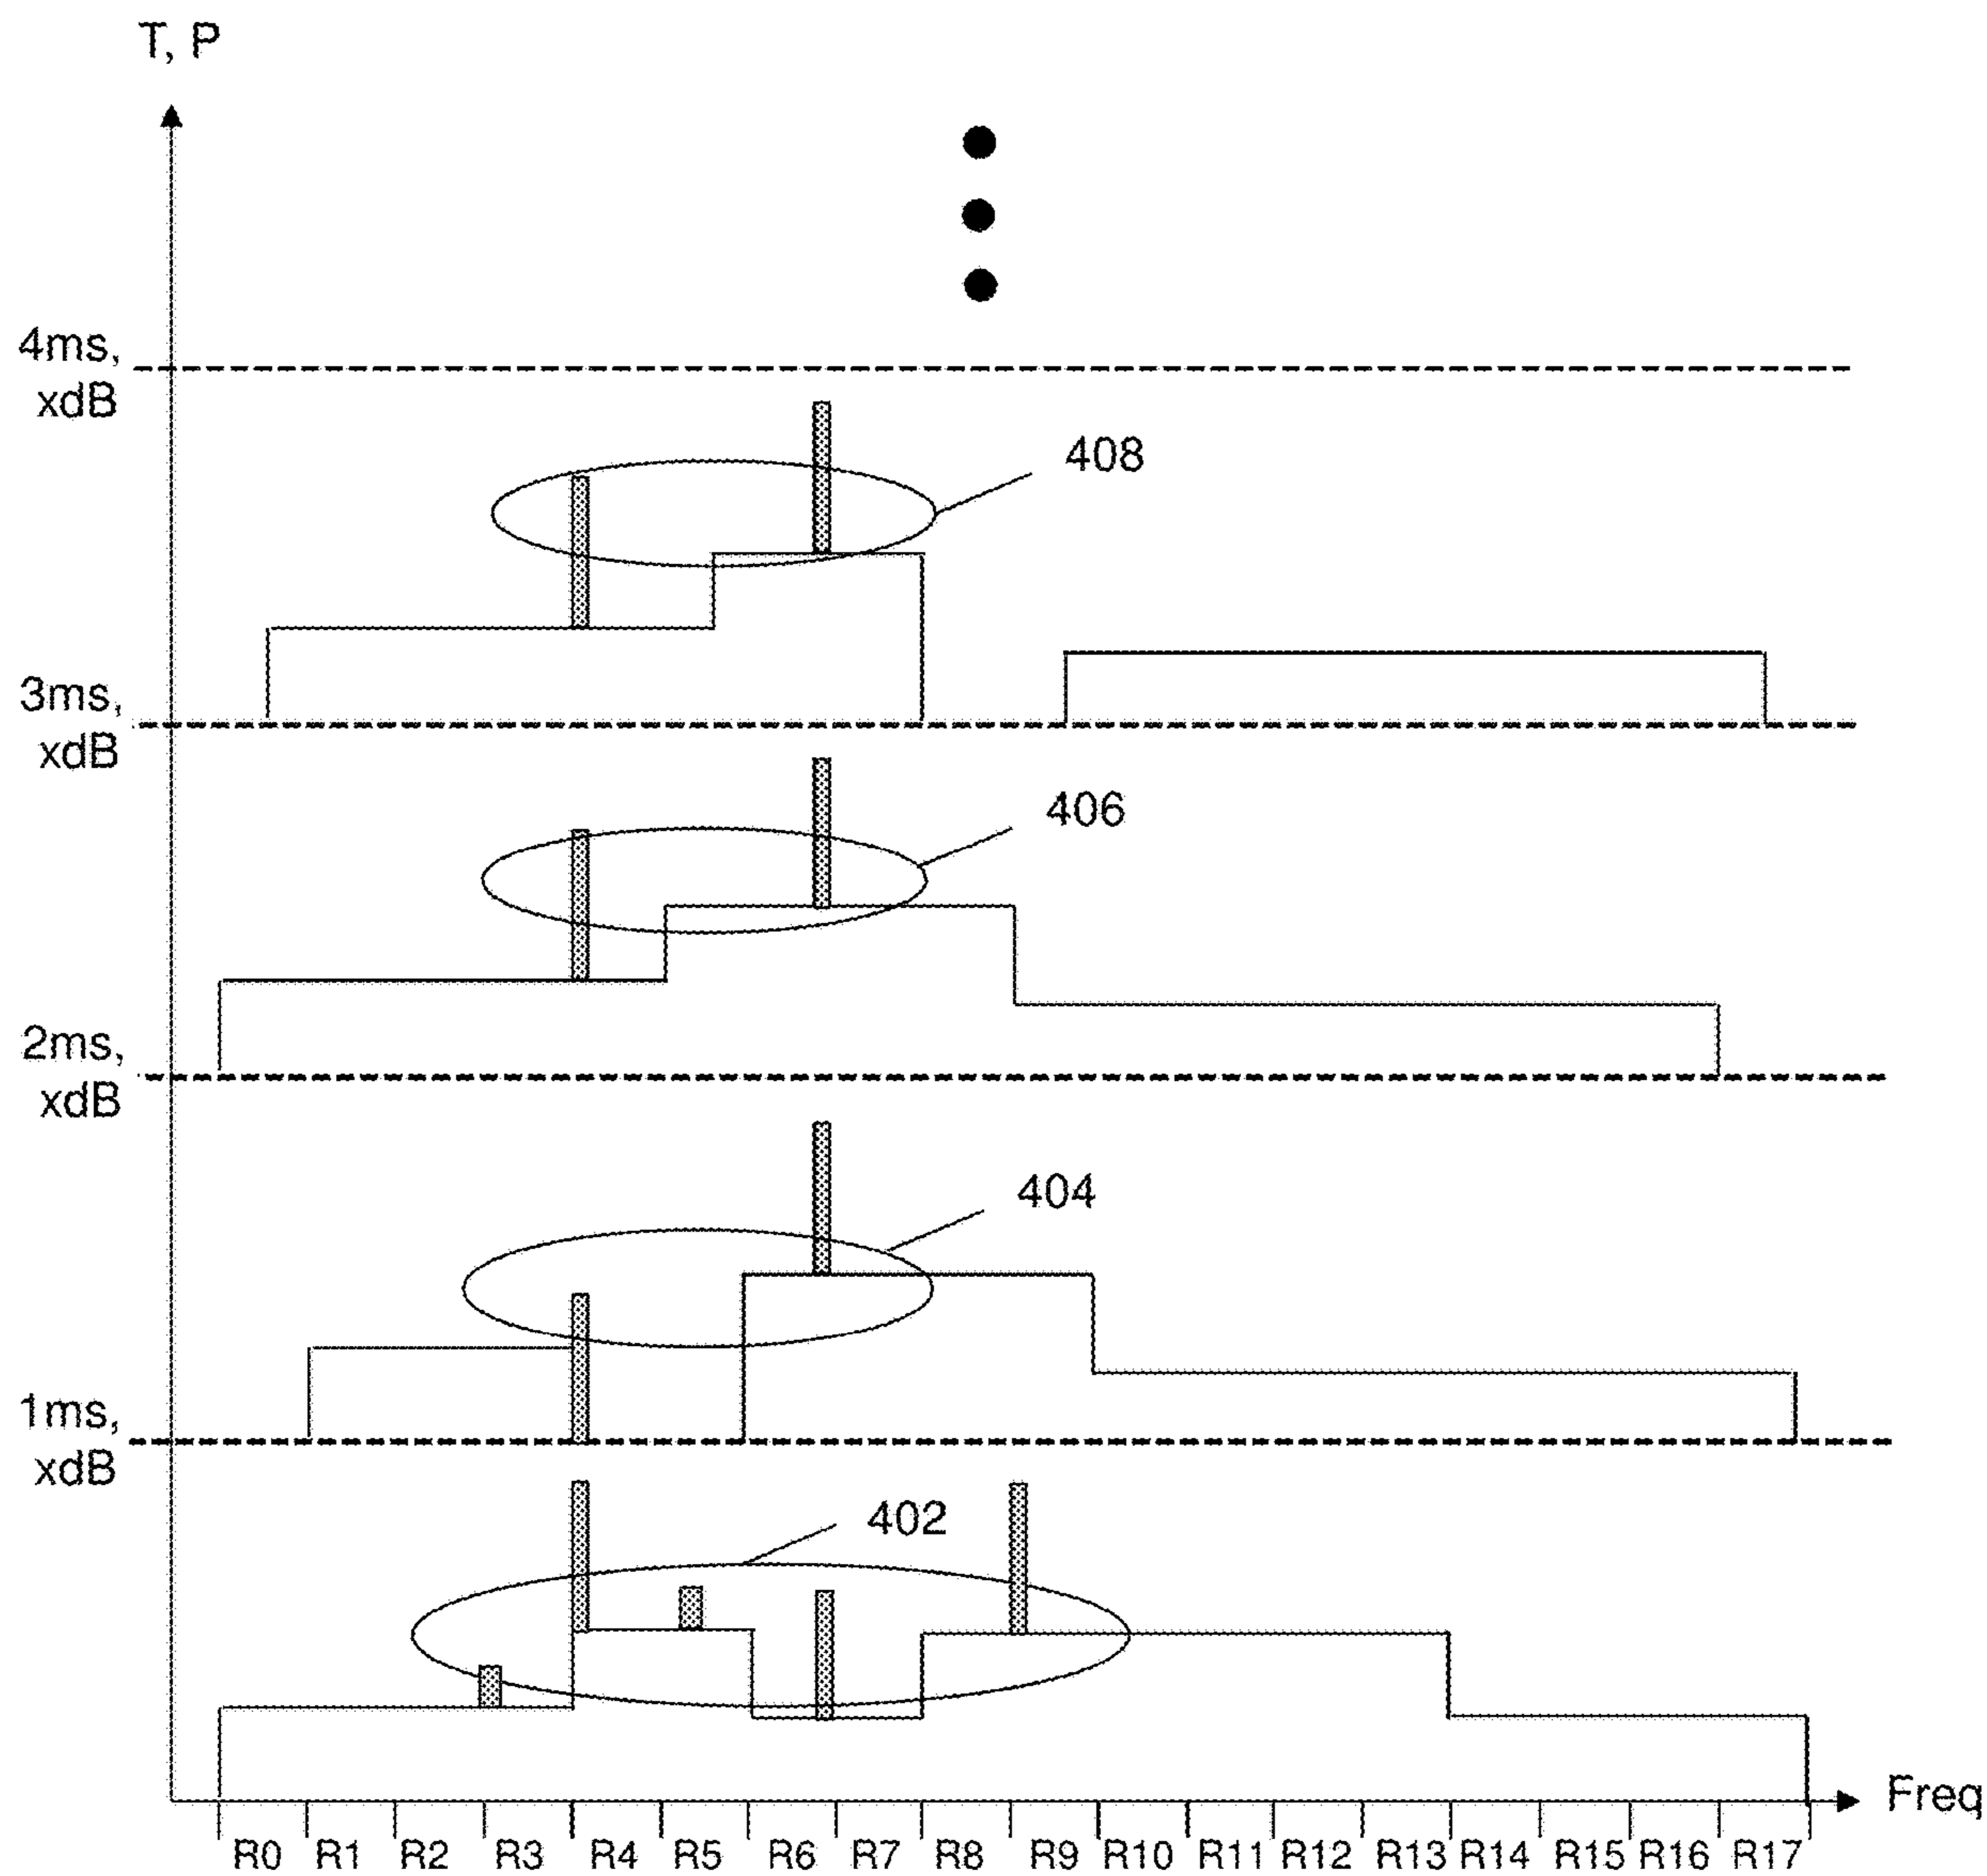 T, P
4ms,
xdB
408
3ms,
xdB
406
2ms,
xdB
404
1ms,
xdB
402
Freq
R0 R1 R2 R3 R4 R5 R6 R7 R8 R9 R10 R11 R12 R13 R14 R15 R16 R17